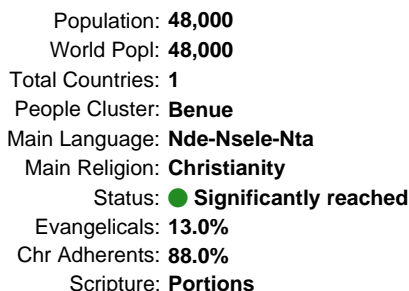 Population: 48,000
World Popl: 48,000
Total Countries: 1
People Cluster: Benue
Main Language: Nde-Nsele-Nta
Main Religion: Christianity
Status: Significantly reached
Evangelicals: 13.0%
Chr Adherents: 88.0%
Scripture: Portions